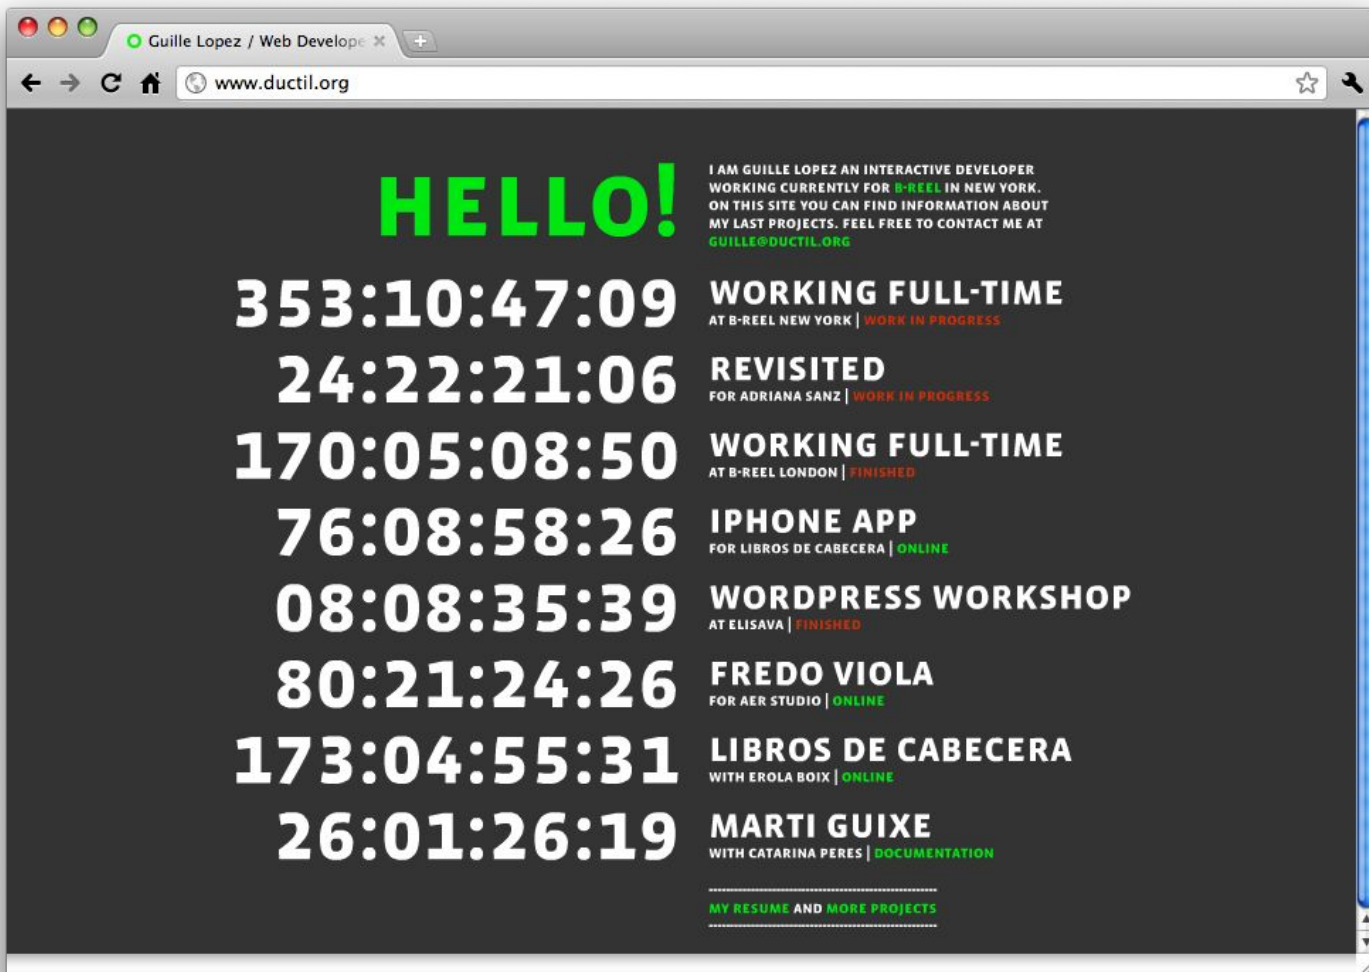 Guille Lopez / Web Develope
www.ductil.org
HELLO!
I AM GUILLE LOPEZ AN INTERACTIVE DEVELOPER
WORKING CURRENTLY FOR B-REEL IN NEW YORK.
ON THIS SITE YOU CAN FIND INFORMATION ABOUT
MY LAST PROJECTS. FEEL FREE TO CONTACT ME AT
GUILLE@DUCTIL.ORG
353:10:47:09
WORKING FULL-TIME
AT B-REEL NEW YORK | WORK IN PROGRESS
24:22:21:06
REVISITED
FOR ADRIANA SANZ | WORK IN PROGRESS
170:05:08:50
WORKING FULL-TIME
AT B-REEL LONDON | FINISHED
76:08:58:26
IPHONE APP
FOR LIBROS DE CABECERA | ONLINE
08:08:35:39
WORDPRESS WORKSHOP
AT ELISAVA | FINISHED
80:21:24:26
FREDO VIOLA
FOR AER STUDIO | ONLINE
173:04:55:31
LIBROS DE CABECERA
WITH EROLA BOIX | ONLINE
26:01:26:19
MARTI GUIXE
WITH CATARINA PERES | DOCUMENTATION
MY RESUME AND MORE PROJECTS